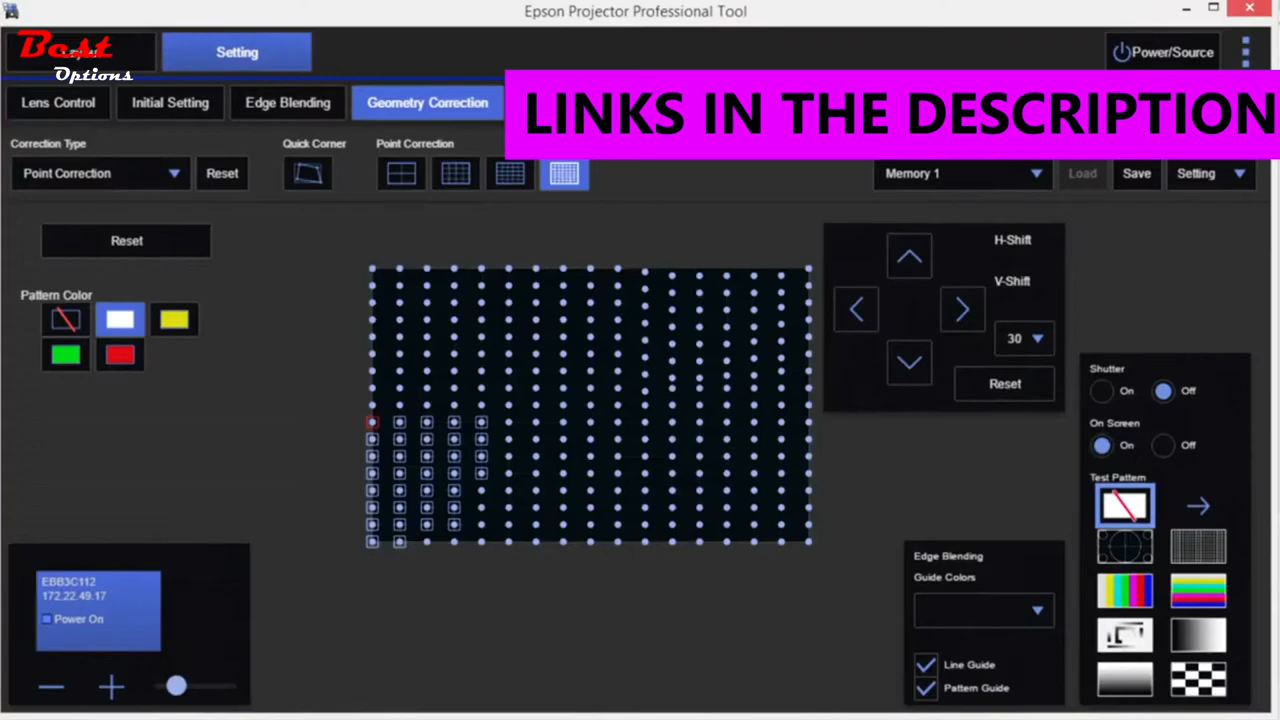 Epson Projector Professional Tool
Best
Options
Setting
Power/Source
Lens Control
Initial Setting
Edge Blending
Geometry Correction
LINKS IN THE DESCRIPTION
Correction Type
Quick Corner
Point Correction
Point Correction
Reset
Memory 1
Load
Save
Setting
Reset
H-Shift
V-Shift
30
Reset
Pattern Color
Shutter
On
Off
On Screen
On
Off
Test Pattern
EBB3C112
172.22.49.17
Power On
Edge Blending
Guide Colors
Line Guide
Pattern Guide